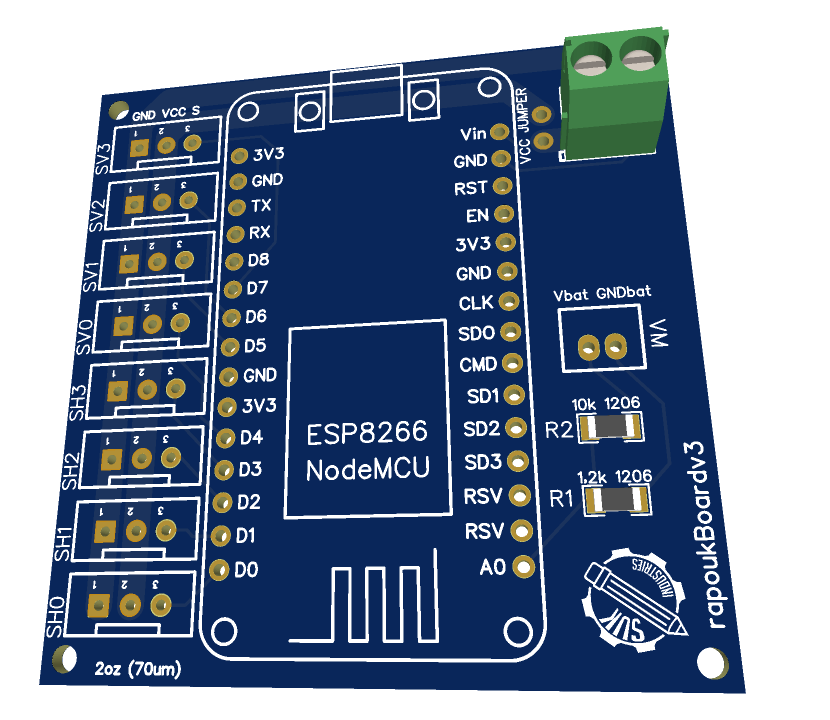 GND VCC S
1 2 3
SV3
1 2 3
SV2
1 2 3
SV1
1 2 3
SV0
1 2 3
SH3
1 2 3
SH2
1 2 3
SH1
1 2 3
SH0
2oz (70um)
3V3
GND
TX
RX
D8
D7
D6
D5
GND
3V3
D4
D3
D2
D1
D0
ESP8266
NodeMCU
Vin
GND
RST
EN
3V3
GND
CLK
SD0
CMD
SD1
SD2
SD3
RSV
RSV
A0
VCC JUMPER
Vbat GNDbat
VM
10k 1206
R2
1.2k 1206
R1
INDUSTRIES
SUK
rapoukBoardv3